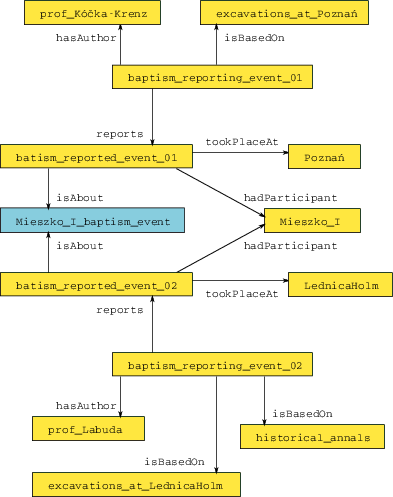 prof_Kóčka-Krenz
excavations_at_Poznań
hasAuthor
isBasedOn
baptism_reporting_event_01
reports
tookPlaceAt
batism_reported_event_01
Poznań
isAbout
hadParticipant
Mieszko_I_baptism_event
Mieszko_I
isAbout
hadParticipant
batism_reported_event_02
LednicaHolm
tookPlaceAt
reports
baptism_reporting_event_02
hasAuthor
isBasedOn
prof_Labuda
historical_annals
isBasedOn
excavations_at_LednicaHolm